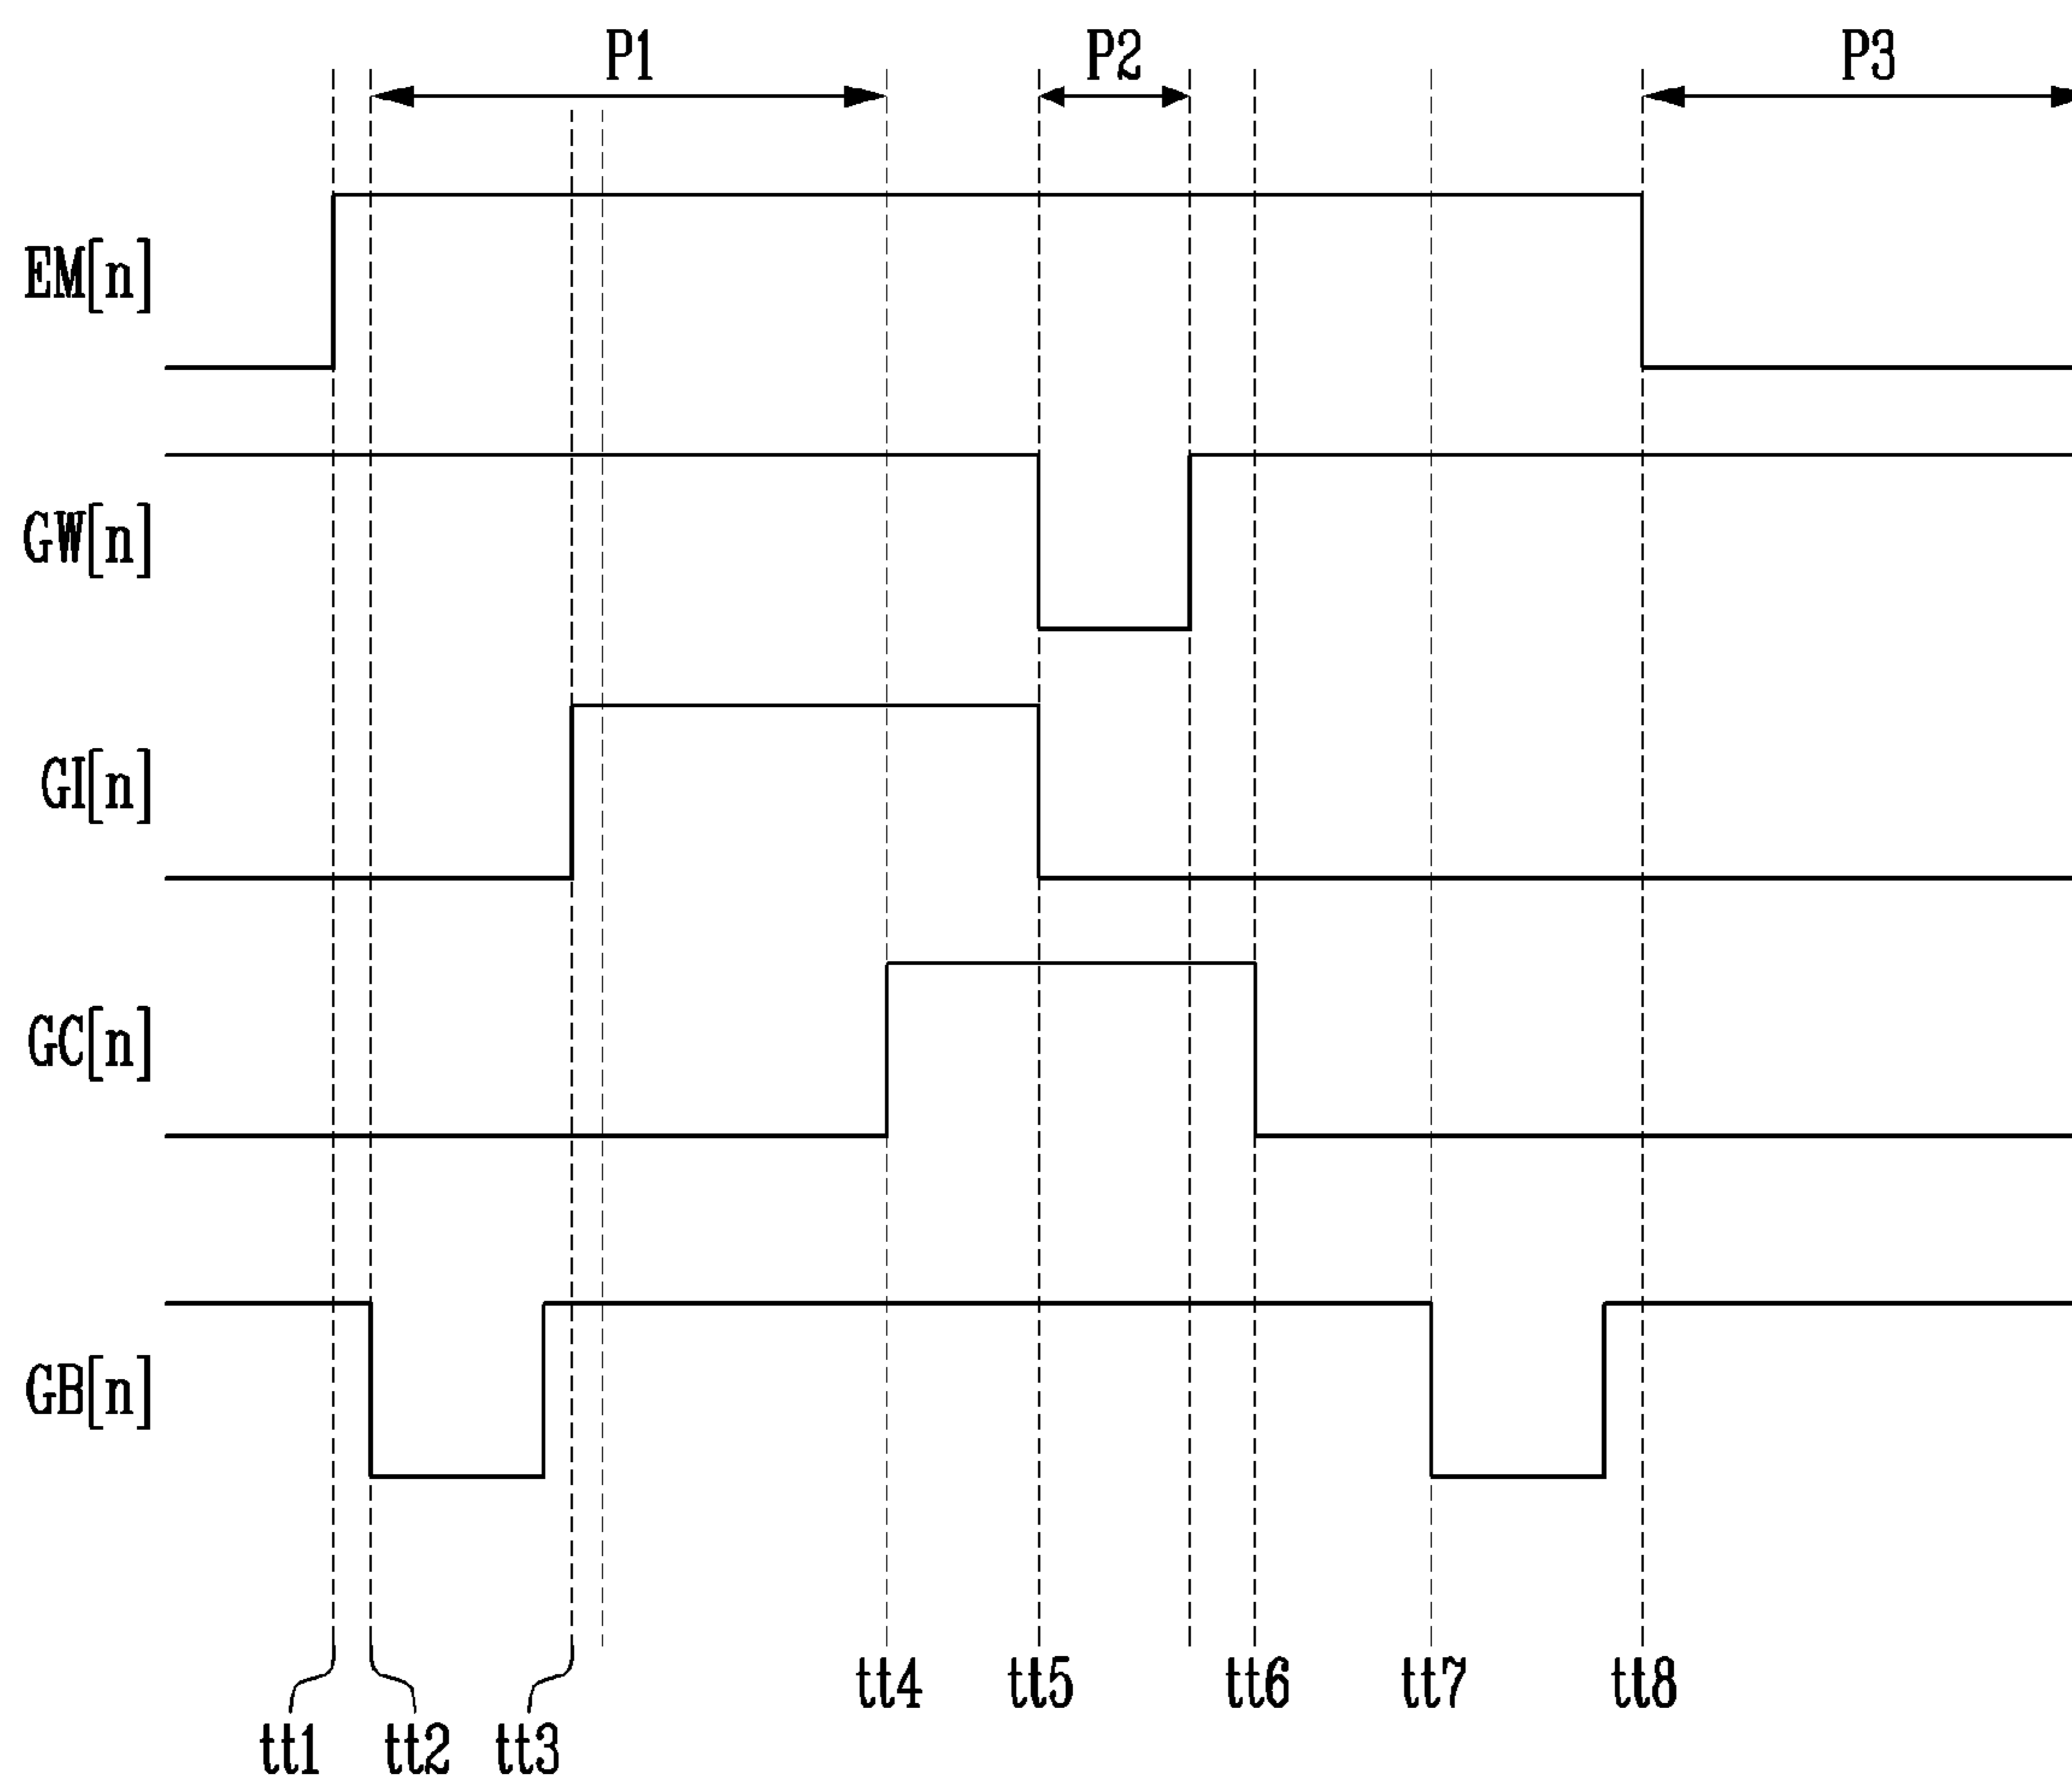 P1 P2 P3
EM[n]
GW[n]
GI[n]
GC[n]
GB[n]
tt4 tt5 tt6 tt7 tt8
tt1 tt2 tt3